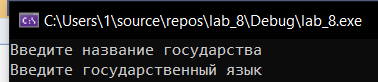 C:\Users\1\source\repos\lab_8\Debug\lab_8.exe
Введите название государства
Введите государственный язык